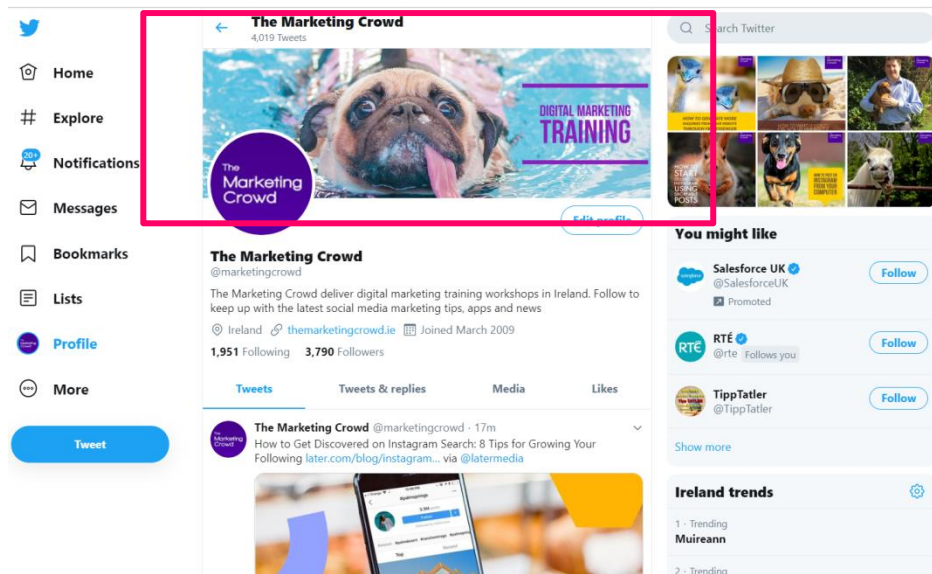 The Marketing Crowd
4,019 Tweets
Search Twitter
Home
Explore
20+
Notifications
Messages
Bookmarks
Lists
Profile
More
Tweet
DIGITAL MARKETING
TRAINING
The
Marketing
Crowd
Edit profile
The Marketing Crowd
@marketingcrowd
The Marketing Crowd deliver digital marketing training workshops in Ireland. Follow to
keep up with the latest social media marketing tips, apps and news
Ireland themarketingcrowd.ie Joined March 2009
1,951 Following 3,790 Followers
Tweets Tweets & replies Media Likes
The Marketing Crowd @marketingcrowd · 17m
How to Get Discovered on Instagram Search: 8 Tips for Growing Your
Following later.com/blog/instagram... via @latermedia
HOW TO
START
USING
POSTS
You might like
Salesforce UK
@SalesforceUK
Promoted
Follow
RTÉ
RTÉ
@rte Follows you
Follow
TippTatler
@TippTatler
Follow
Show more
Ireland trends
1 · Trending
Muireann
2 · Trending